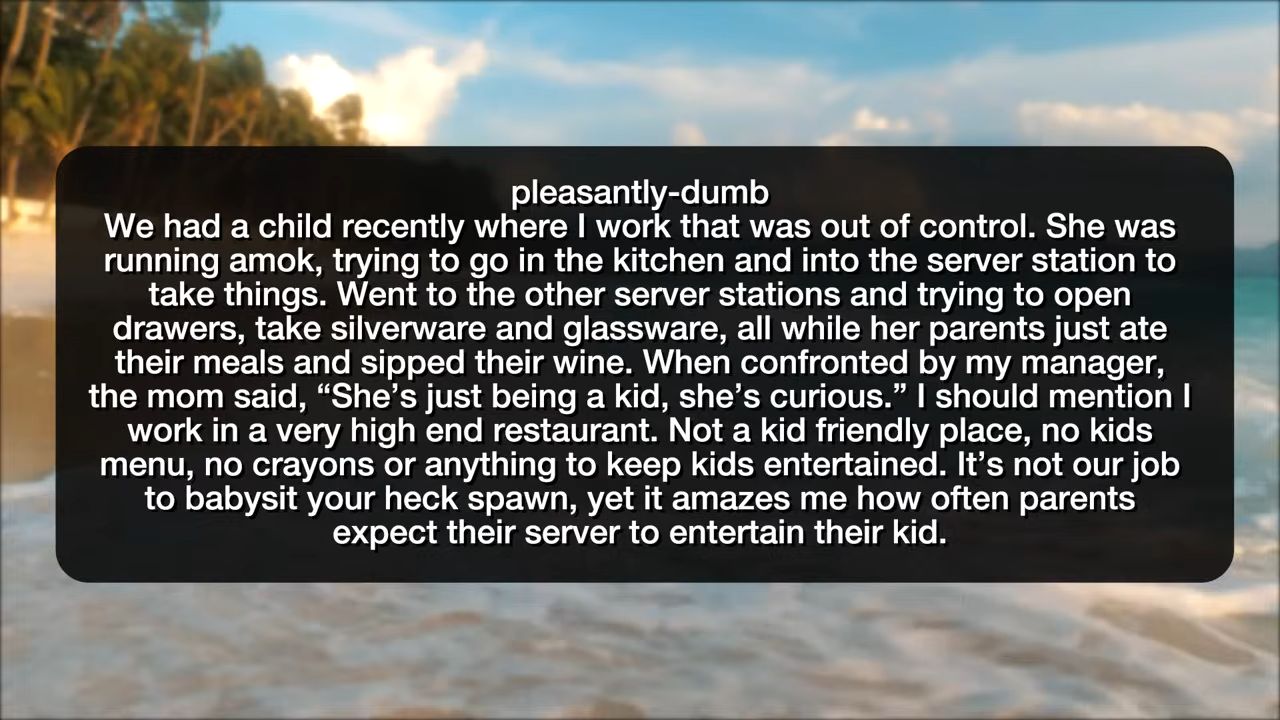 pleasantly-dumb
We had a child recently where I work that was out of control. She was
running amok, trying to go in the kitchen and into the server station to
take things. Went to the other server stations and trying to open
drawers, take silverware and glassware, all while her parents just ate
their meals and sipped their wine. When confronted by my manager,
the mom said, “She’s just being a kid, she’s curious.” I should mention I
work in a very high end restaurant. Not a kid friendly place, no kids
menu, no crayons or anything to keep kids entertained. It’s not our job
to babysit your heck spawn, yet it amazes me how often parents
expect their server to entertain their kid.